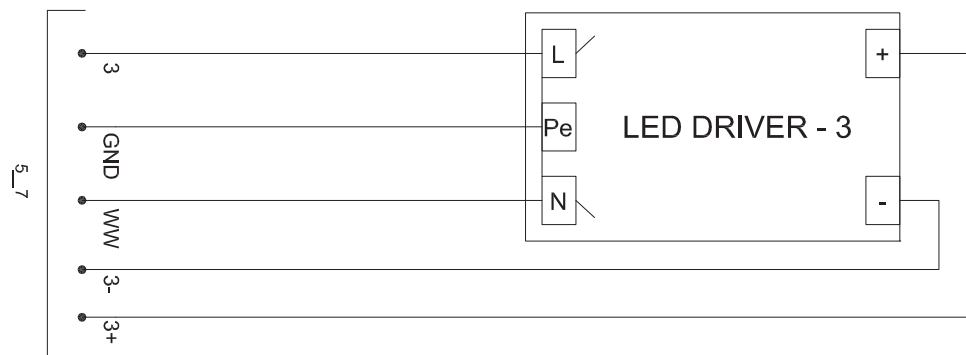 3
L
+
GND
Pe
LED DRIVER - 3
5_7
WW
N
-
3-
3+